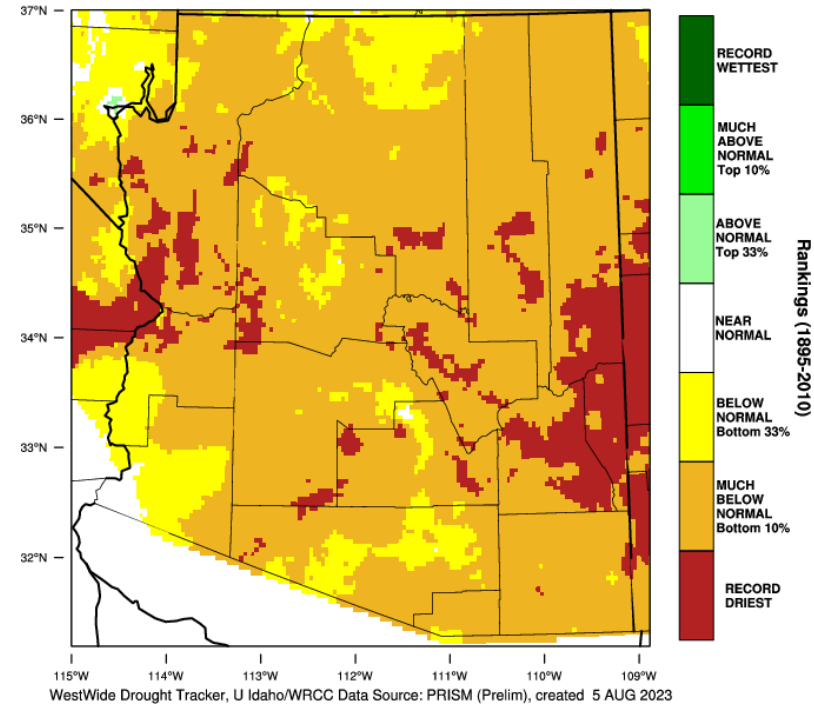 37°N
36°N
35°N
34°N
33°N
32°N
115°W
114°W
113°W
112°W
111°W
110°W
109°W
RECORD
WETTEST
MUCH
ABOVE
NORMAL
Top 10%
ABOVE
NORMAL
Top 33%
NEAR
NORMAL
BELOW
NORMAL
Bottom 33%
MUCH
BELOW
NORMAL
Bottom 10%
RECORD
DRIEST
Rankings (1895-2010)
WestWide Drought Tracker, U Idaho/WRCC Data Source: PRISM (Prelim), created 5 AUG 2023